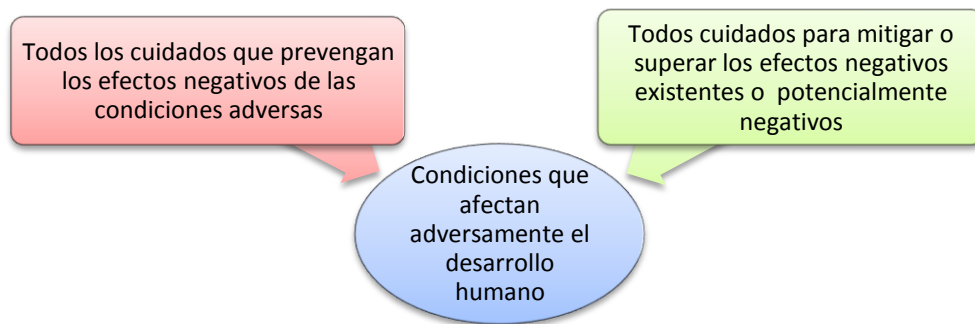 Todos los cuidados que prevengan
los efectos negativos de las
condiciones adversas
Todos cuidados para mitigar o
superar los efectos negativos
existentes o potencialmente
negativos
Condiciones que
afectan
adversamente el
desarrollo
humano